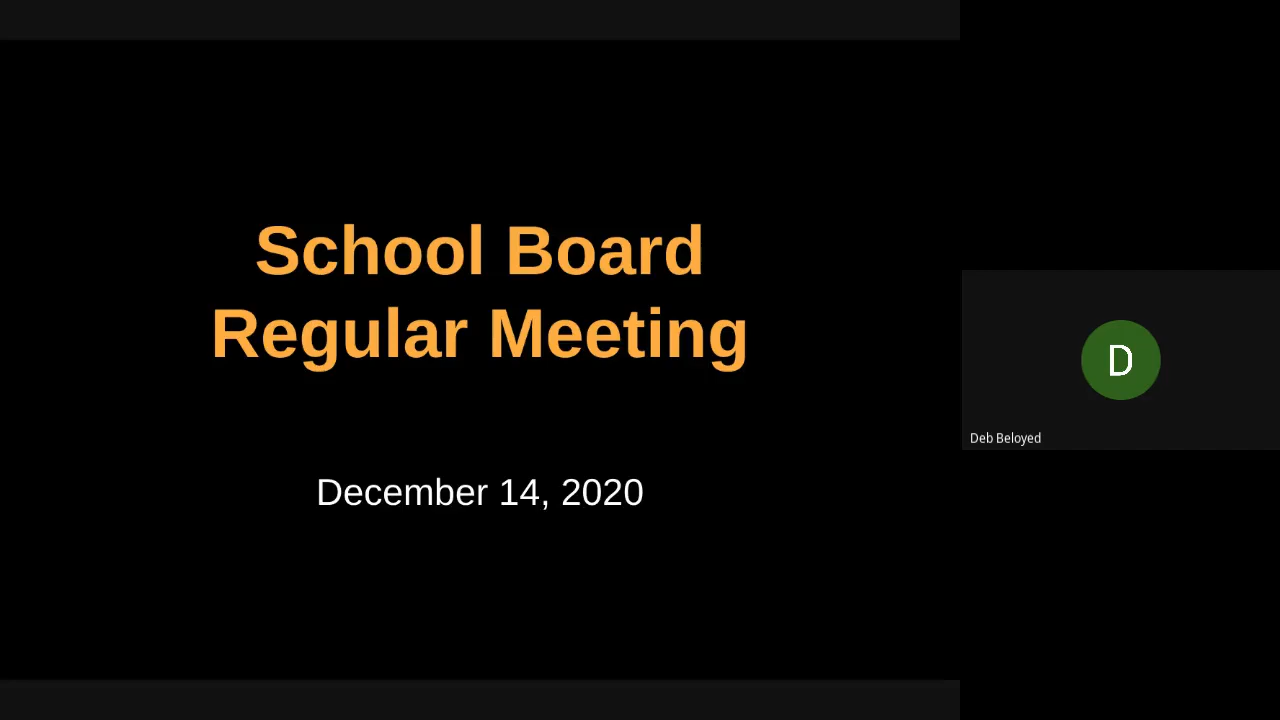 School Board
Regular Meeting
December 14, 2020
D
Deb Beloyed